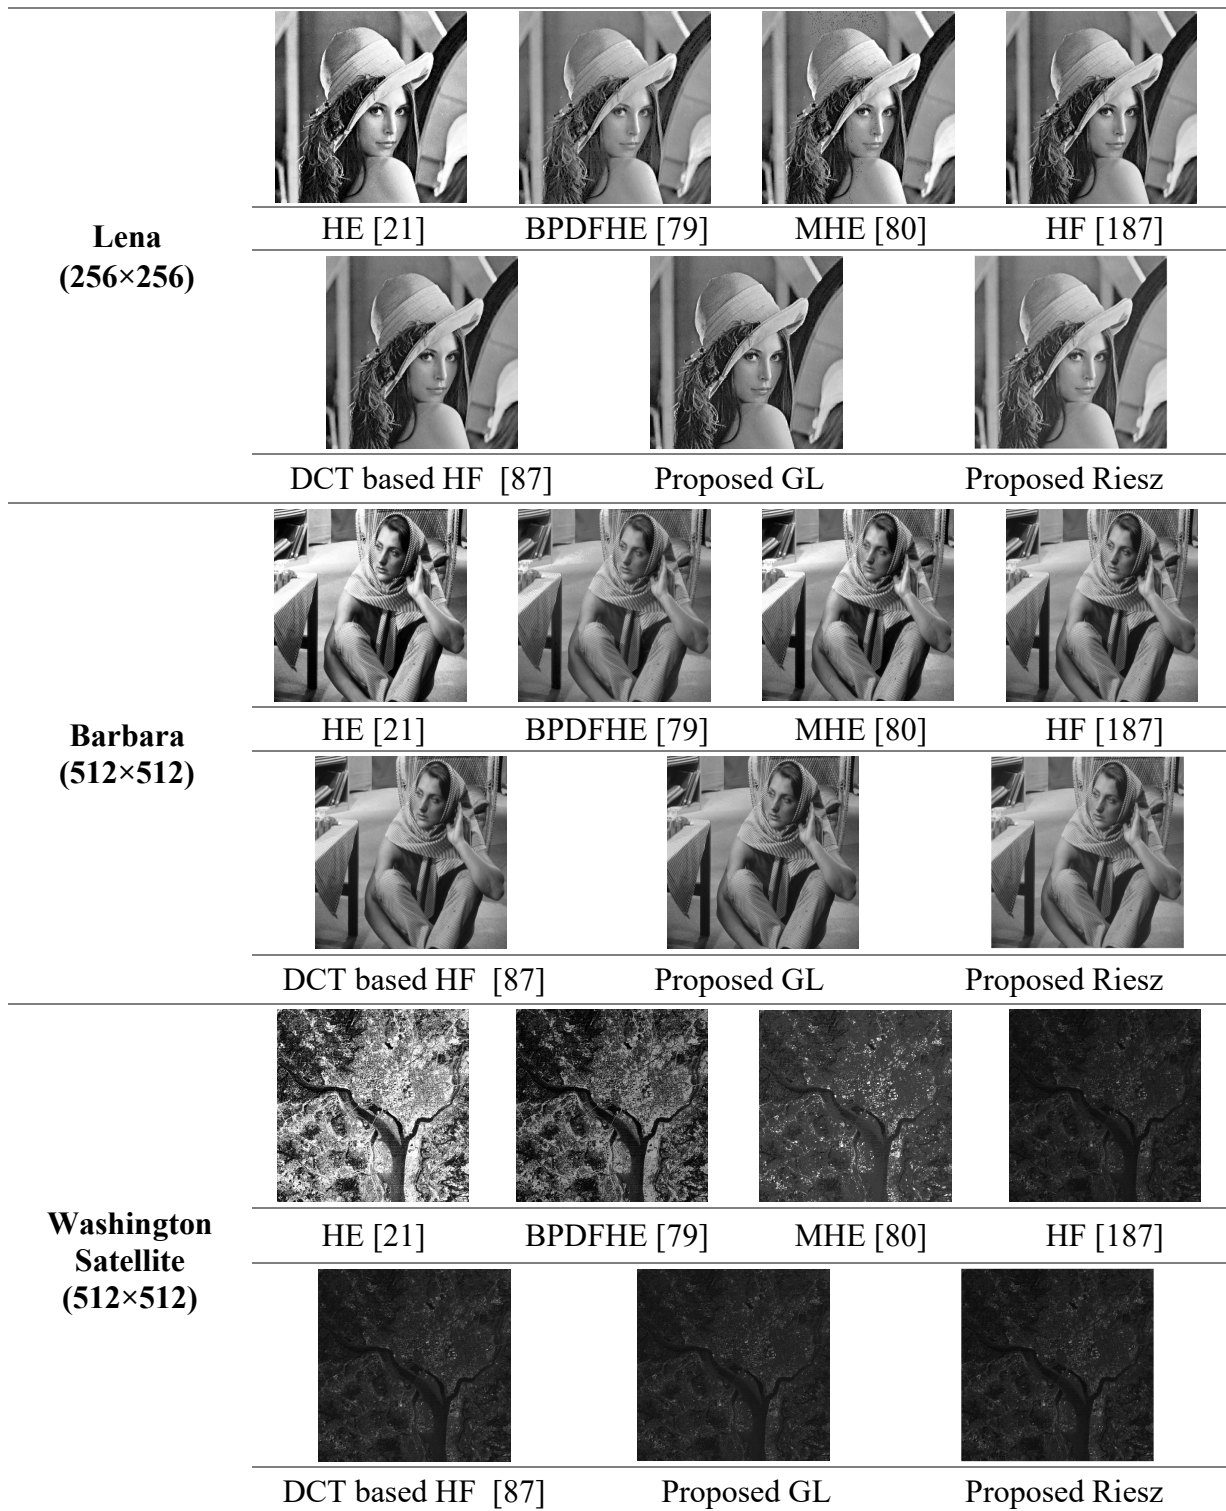 HE [21] BPDFHE [79] MHE [80] HF [187]
Lena
(256×256)
DCT based HF [87] Proposed GL Proposed Riesz
HE [21] BPDFHE [79] MHE [80] HF [187]
Barbara
(512×512)
DCT based HF [87] Proposed GL Proposed Riesz
HE [21] BPDFHE [79] MHE [80] HF [187]
Washington
Satellite
(512×512)
DCT based HF [87] Proposed GL Proposed Riesz